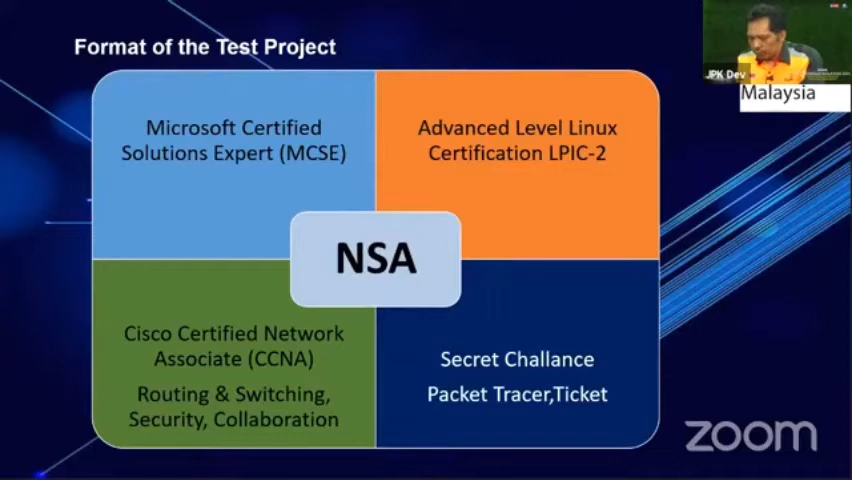 Format of the Test Project
JPK Dev
Malaysia
Microsoft Certified
Solutions Expert (MCSE)
Advanced Level Linux
Certification LPIC-2
NSA
Cisco Certified Network
Associate (CCNA)
Routing & Switching,
Security, Collaboration
Secret Challance
Packet Tracer,Ticket
zoom